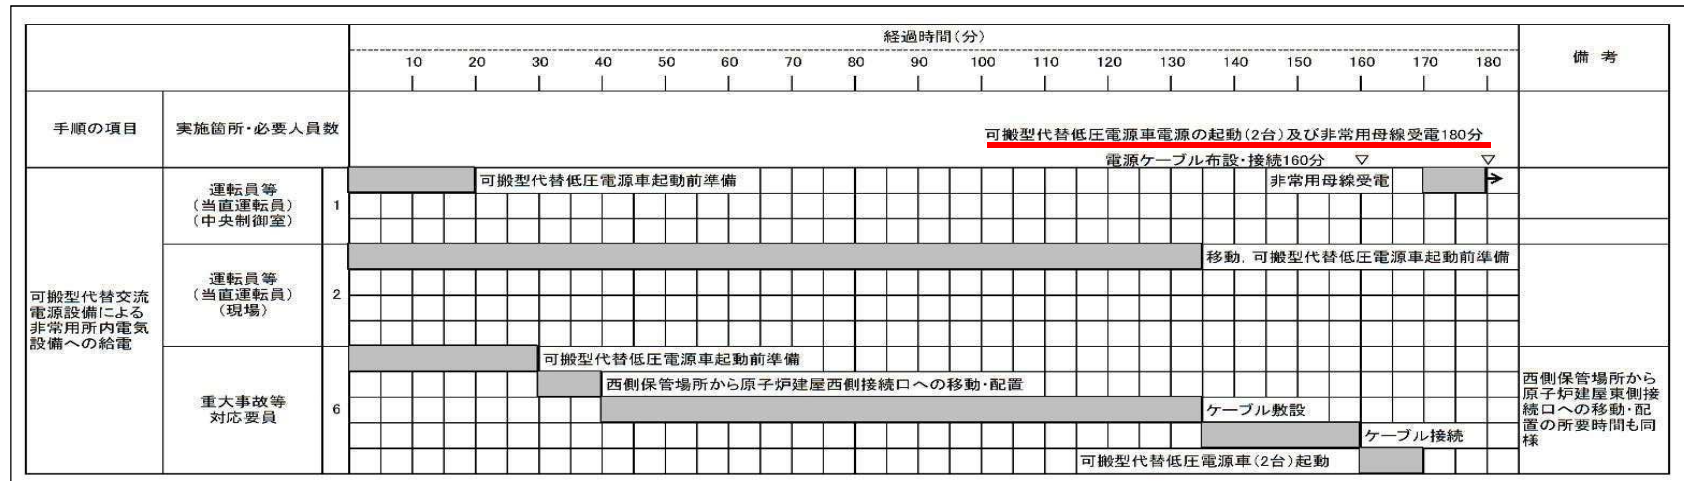 経過時間(分)
備 考
10 20 30 40 50 60 70 80 90 100 110 120 130 140 150 160 170 180
手順の項目
実施箇所・必要人員数
可搬型代替低圧電源車電源の起動(2台)及び非常用母線受電180分
電源ケーブル布設・接続160分 ▽ ▽
可搬型代替交流
電源設備による
非常用所内電気
設備への給電
運転員等
(当直運転員)
(中央制御室)
1
可搬型代替低圧電源車起動前準備
非常用母線受電
運転員等
(当直運転員)
(現場)
2
移動，可搬型代替低圧電源車起動前準備
重大事故等
対応要員
6
可搬型代替低圧電源車起動前準備
西側保管場所から原子炉建屋西側接続口への移動・配置
ケーブル敷設
ケーブル接続
可搬型代替低圧電源車(2台)起動
西側保管場所から
原子炉建屋東側接
続口への移動・配
置の所要時間も同
様